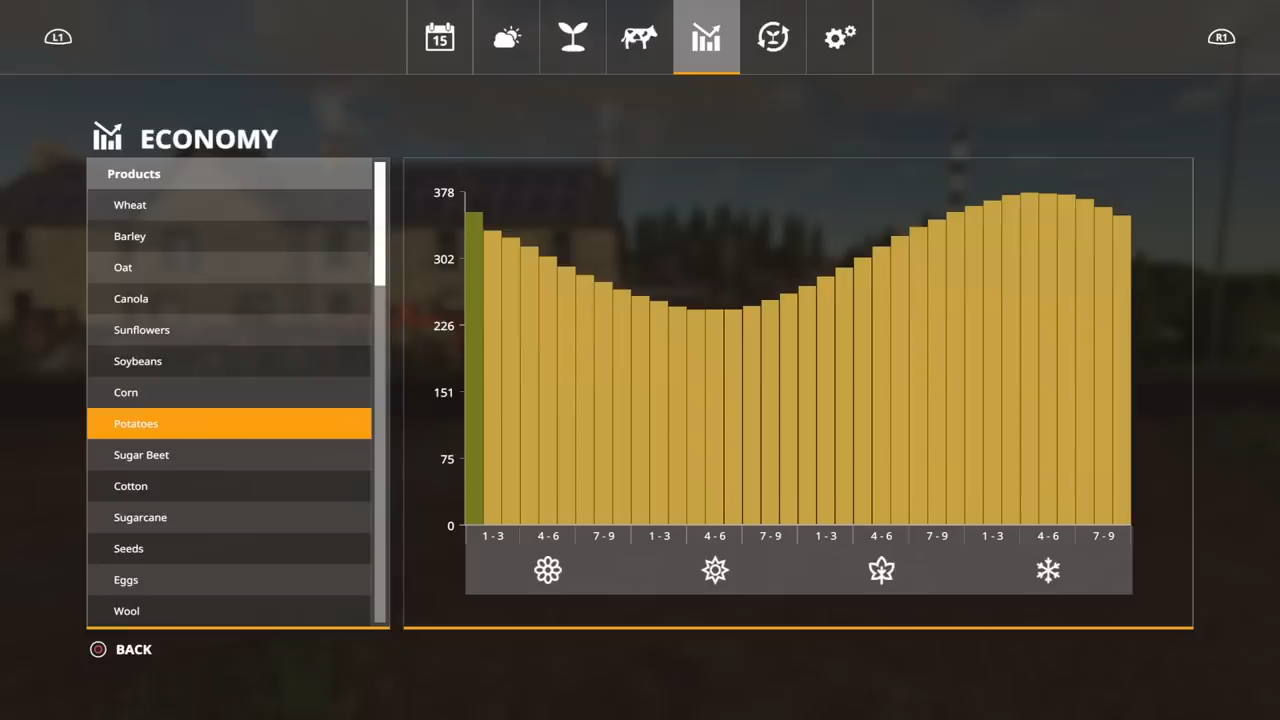 L1
15
R1
ECONOMY
Products
Wheat
Barley
Oat
Canola
Sunflowers
Soybeans
Corn
Potatoes
Sugar Beet
Cotton
Sugarcane
Seeds
Eggs
Wool
378
302
226
151
75
0
1 - 3 4 - 6 7 - 9 1 - 3 4 - 6 7 - 9 1 - 3 4 - 6 7 - 9 1 - 3 4 - 6 7 - 9
BACK